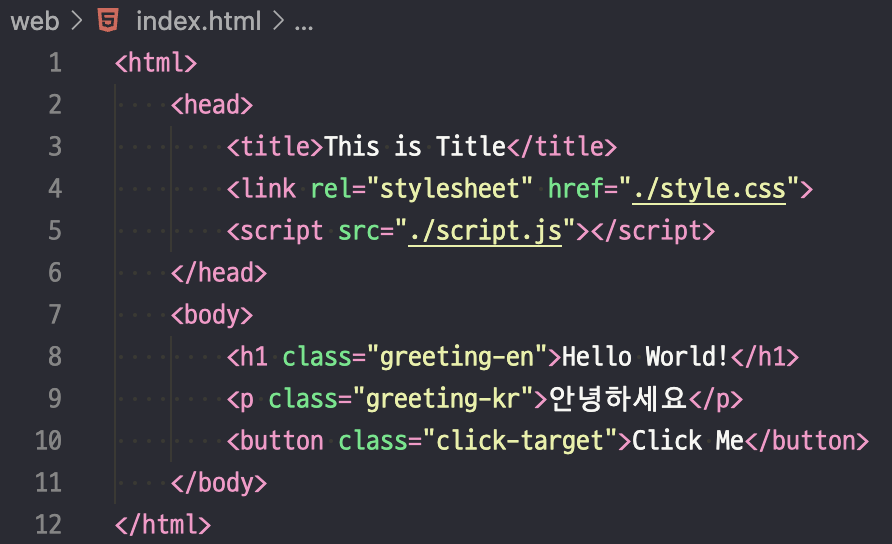 web > index.html > ...
1 <html>
2 <head>
3 <title>This is Title</title>
4 <link rel="stylesheet" href="./style.css">
5 <script src="./script.js"></script>
6 </head>
7 <body>
8 <h1 class="greeting-en">Hello World!</h1>
9 <p class="greeting-kr">안녕하세요</p>
10 <button class="click-target">Click Me</button>
11 </body>
12 </html>